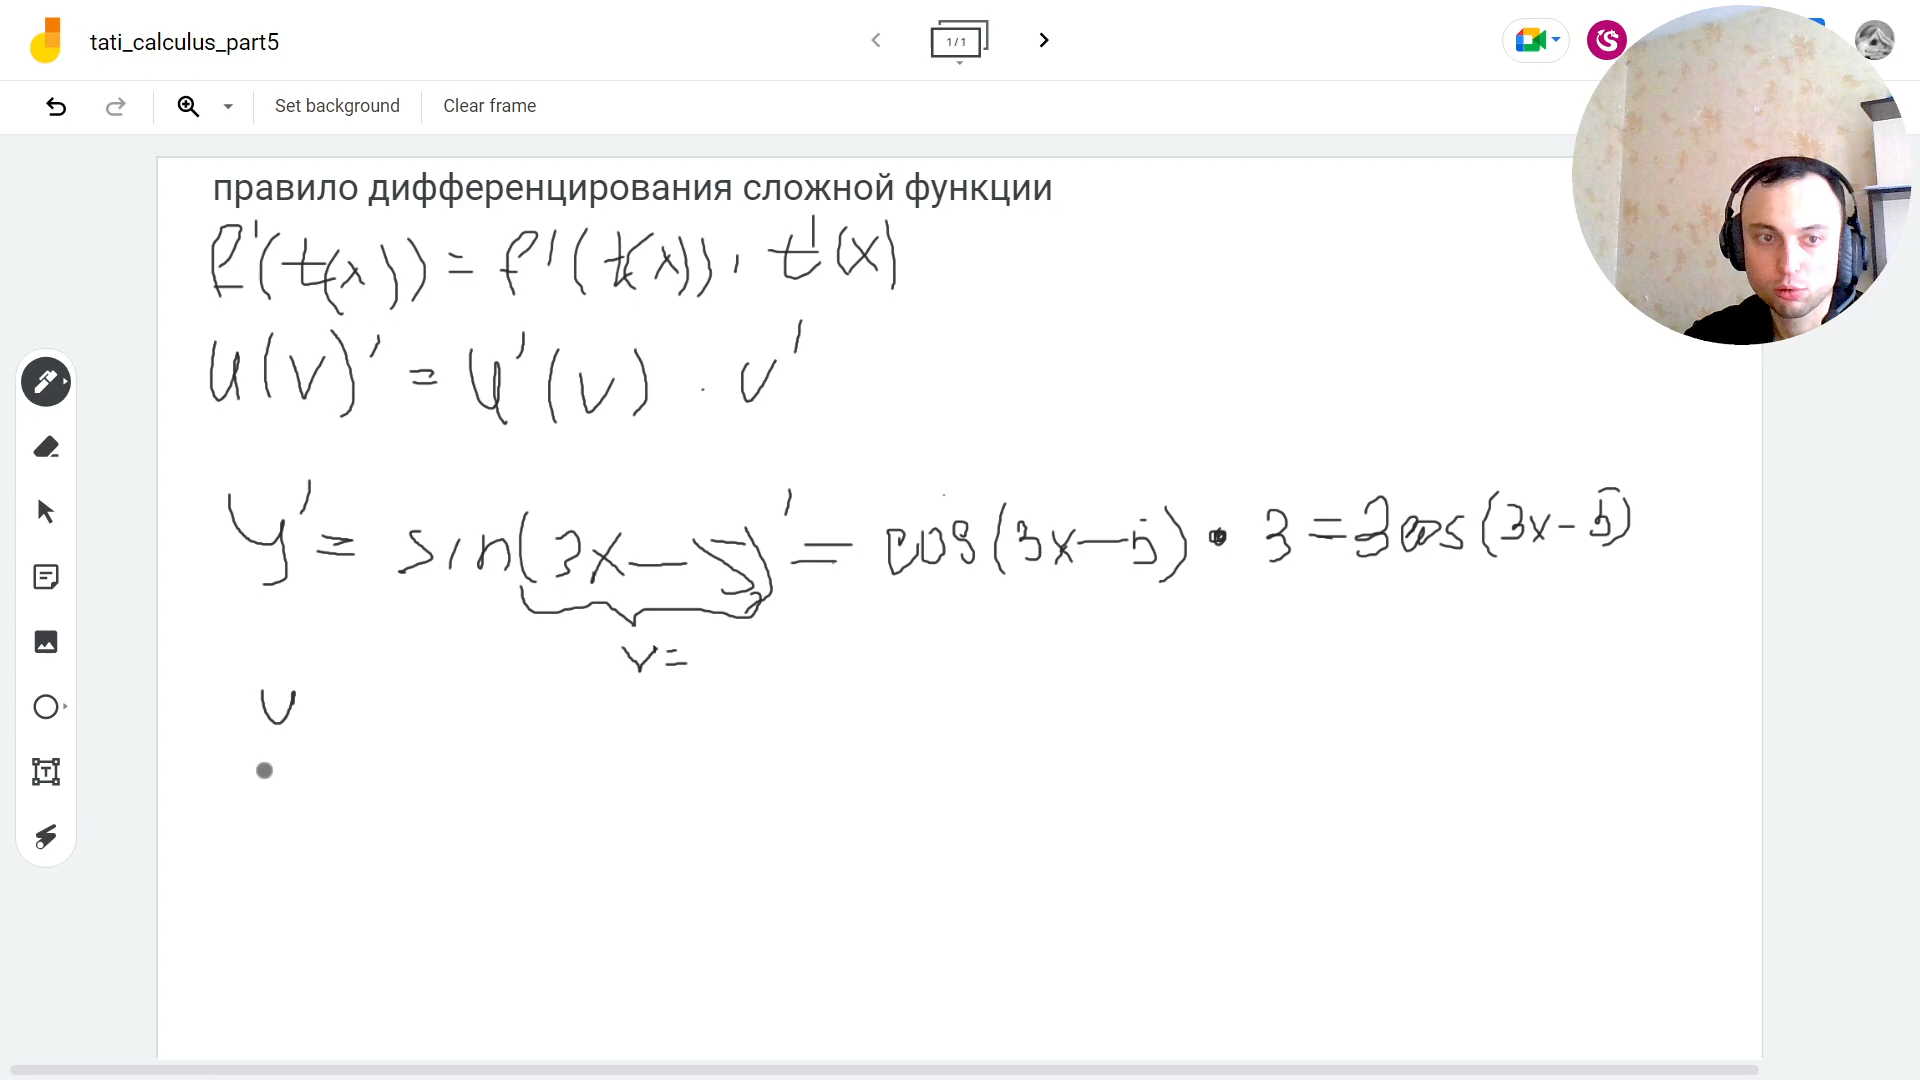 tati_calculus_part5
1/1
Set background
Clear frame
правило дифференцирования сложной функции
f'(t(x)) = f'(t(x)) · t'(x)
u(v)' = u'(v) · v'
y' = sin(3x-5)' = cos(3x-5) · 3 = 3cos(3x-5)
v=
u